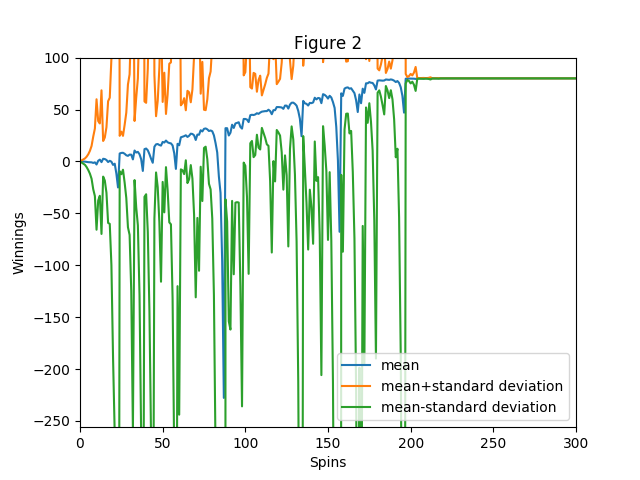 Figure 2
100
50
0
−50
−100
−150
−200
−250
Winnings
mean
mean+standard deviation
mean-standard deviation
0 50 100 150 200 250 300
Spins